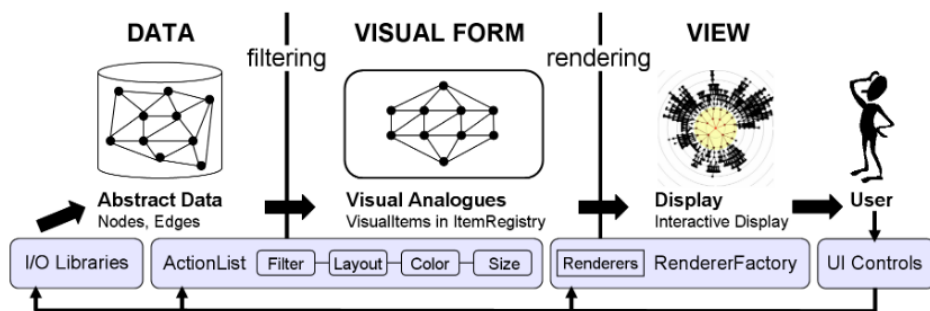 DATA
VISUAL FORM
VIEW
filtering
rendering
Abstract Data
Nodes, Edges
Visual Analogues
VisualItems in ItemRegistry
Display
Interactive Display
User
I/O Libraries
ActionList
Filter
Layout
Color
Size
Renderers
RendererFactory
UI Controls